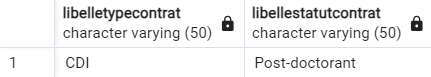 libelletypecontrat libellestatutcontrat
character varying (50) character varying (50)
1 CDI Post-doctorant